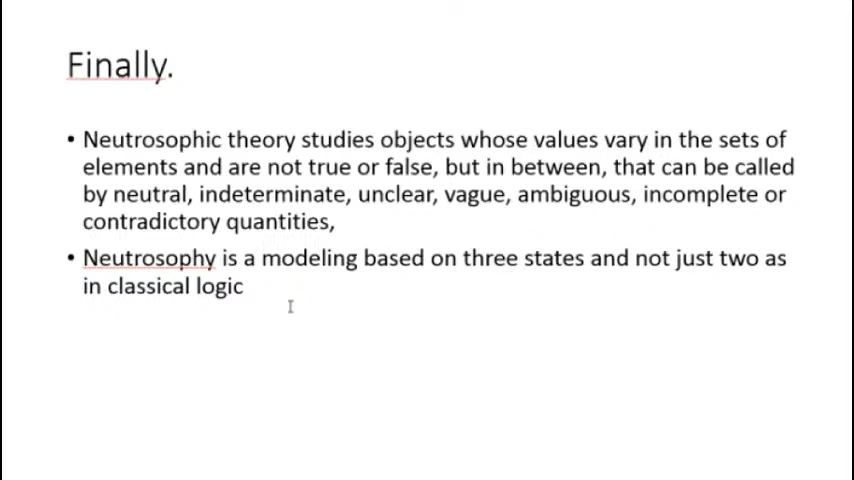 Finally.
• Neutrosophic theory studies objects whose values vary in the sets of
elements and are not true or false, but in between, that can be called
by neutral, indeterminate, unclear, vague, ambiguous, incomplete or
contradictory quantities,
• Neutrosophy is a modeling based on three states and not just two as
in classical logic